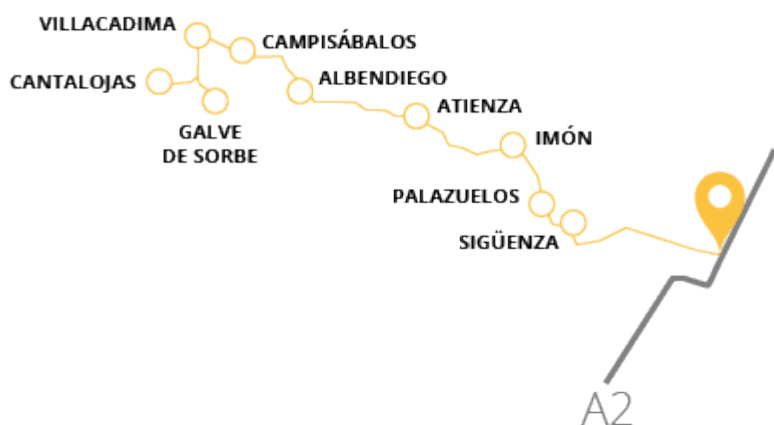 VILLACADIMA
CAMPISÁBALOS
CANTALOJAS
ALBENDIEGO
GALVE
DE SORBE
ATIENZA
IMÓN
PALAZUELOS
SIGÜENZA
A2